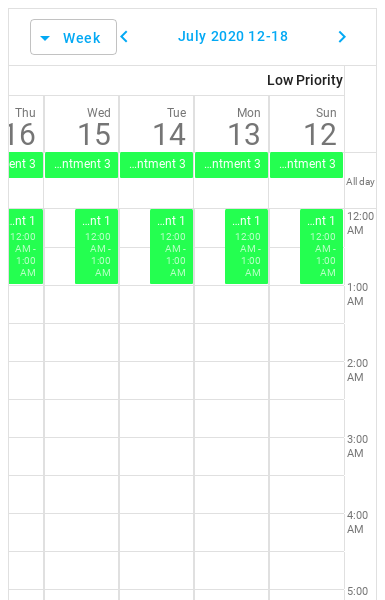 Week
July 2020 12-18
Low Priority
Thu Wed Tue Mon Sun
16 15 14 13 12
ent 3 ...ntment 3 ...ntment 3 ...ntment 3 ...ntment 3
All day
...nt 1 ...nt 1 ...nt 1 ...nt 1 ...nt 1
12:00 12:00 12:00 12:00 12:00
AM - AM - AM - AM - AM -
1:00 1:00 1:00 1:00 1:00
AM AM AM AM AM
12:00
AM
1:00
AM
2:00
AM
3:00
AM
4:00
AM
5:00